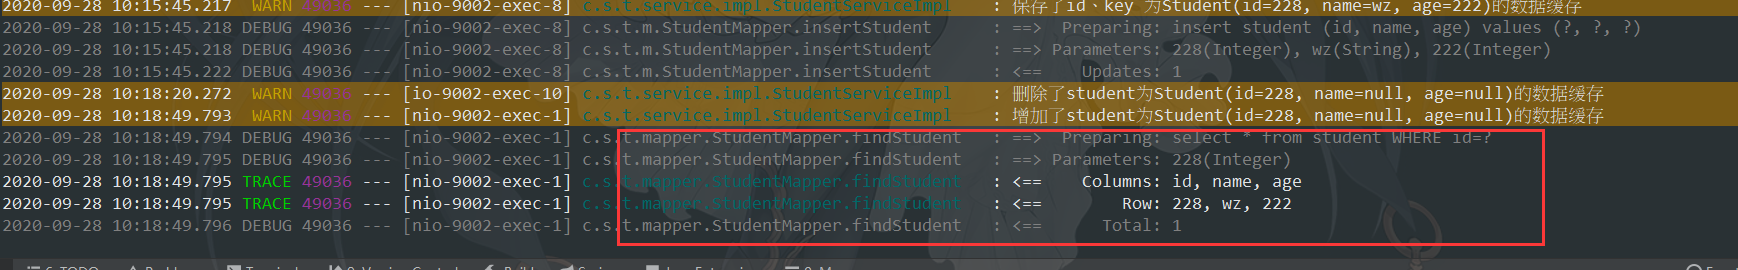 2020-09-28 10:15:45.217  WARN 49036 --- [nio-9002-exec-8] c.s.t.service.impl.StudentServiceImpl    : 保存了id、key 为Student(id=228, name=wz, age=222)的数据缓存
2020-09-28 10:15:45.218 DEBUG 49036 --- [nio-9002-exec-8] c.s.t.m.StudentMapper.insertStudent      : ==>  Preparing: insert student (id, name, age) values (?, ?, ?)
2020-09-28 10:15:45.218 DEBUG 49036 --- [nio-9002-exec-8] c.s.t.m.StudentMapper.insertStudent      : ==> Parameters: 228(Integer), wz(String), 222(Integer)
2020-09-28 10:15:45.222 DEBUG 49036 --- [nio-9002-exec-8] c.s.t.m.StudentMapper.insertStudent      : <==    Updates: 1
2020-09-28 10:18:20.272  WARN 49036 --- [io-9002-exec-10] c.s.t.service.impl.StudentServiceImpl    : 删除了student为Student(id=228, name=null, age=null)的数据缓存
2020-09-28 10:18:49.793  WARN 49036 --- [nio-9002-exec-1] c.s.t.service.impl.StudentServiceImpl    : 增加了student为Student(id=228, name=null, age=null)的数据缓存
2020-09-28 10:18:49.794 DEBUG 49036 --- [nio-9002-exec-1] c.s.t.mapper.StudentMapper.findStudent   : ==>  Preparing: select * from student WHERE id=?
2020-09-28 10:18:49.795 DEBUG 49036 --- [nio-9002-exec-1] c.s.t.mapper.StudentMapper.findStudent   : ==> Parameters: 228(Integer)
2020-09-28 10:18:49.795 TRACE 49036 --- [nio-9002-exec-1] c.s.t.mapper.StudentMapper.findStudent   : <==    Columns: id, name, age
2020-09-28 10:18:49.795 TRACE 49036 --- [nio-9002-exec-1] c.s.t.mapper.StudentMapper.findStudent   : <==        Row: 228, wz, 222
2020-09-28 10:18:49.796 DEBUG 49036 --- [nio-9002-exec-1] c.s.t.mapper.StudentMapper.findStudent   : <==      Total: 1